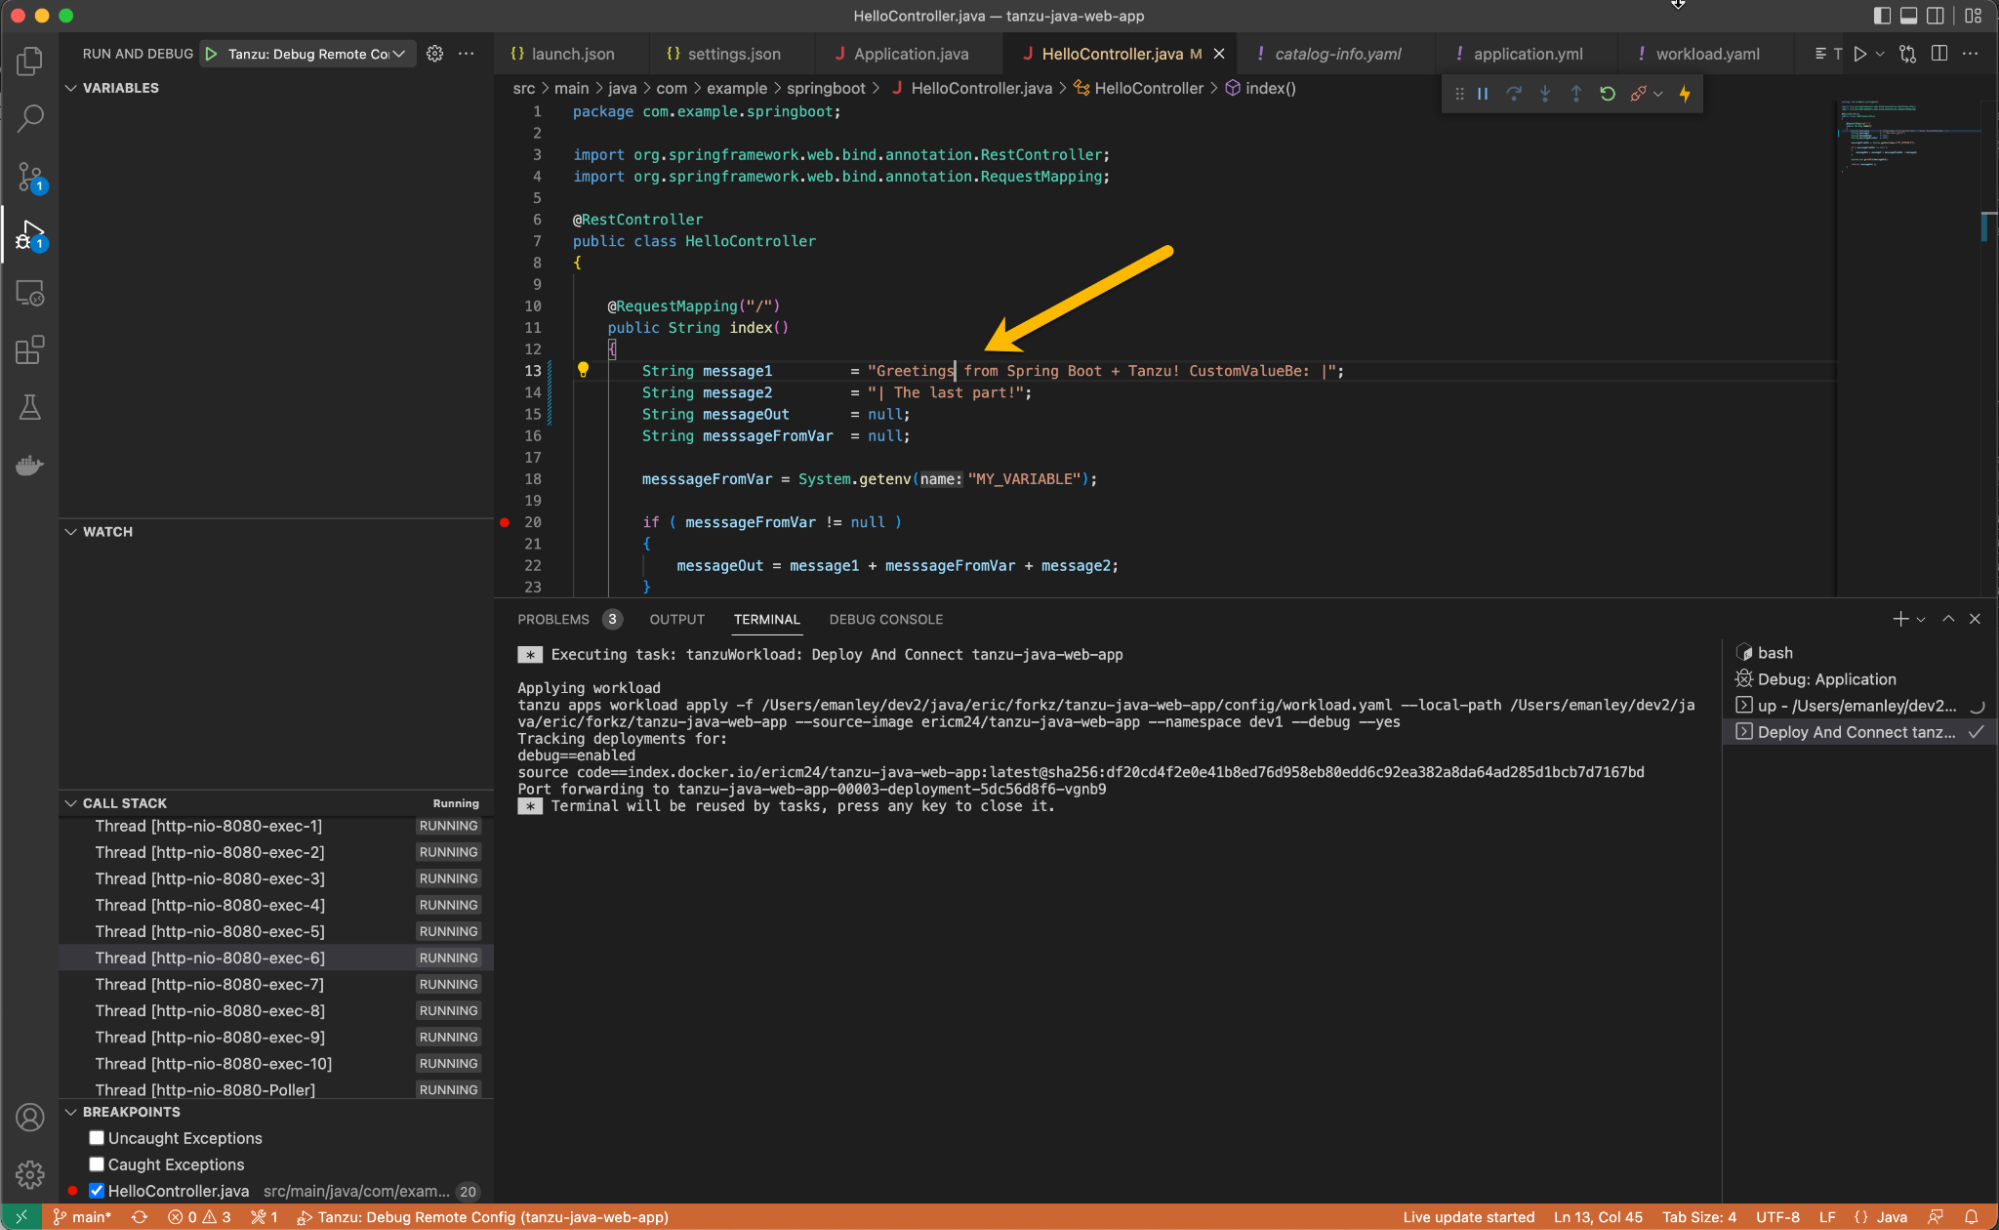 HelloController.java — tanzu-java-web-app
RUN AND DEBUG
Tanzu: Debug Remote Co
launch.json
settings.json
Application.java
HelloController.java M
catalog-info.yaml
application.yml
workload.yaml
T
VARIABLES
src > main > java > com > example > springboot > J HelloController.java > HelloController > index()
1 package com.example.springboot;
2
3 import org.springframework.web.bind.annotation.RestController;
4 import org.springframework.web.bind.annotation.RequestMapping;
5
6 @RestController
7 public class HelloController
8 {
9
10 @RequestMapping("/")
11 public String index()
12 {
13 String message1 = "Greetings from Spring Boot + Tanzu! CustomValueBe: |";
14 String message2 = "| The last part!";
15 String messageOut = null;
16 String messsageFromVar = null;
17
18 messsageFromVar = System.getenv(name: "MY_VARIABLE");
19
20 if ( messsageFromVar != null )
21 {
22 messageOut = message1 + messsageFromVar + message2;
23 }
1
1
WATCH
CALL STACK Running
Thread [http-nio-8080-exec-1] RUNNING
Thread [http-nio-8080-exec-2] RUNNING
Thread [http-nio-8080-exec-3] RUNNING
Thread [http-nio-8080-exec-4] RUNNING
Thread [http-nio-8080-exec-5] RUNNING
Thread [http-nio-8080-exec-6] RUNNING
Thread [http-nio-8080-exec-7] RUNNING
Thread [http-nio-8080-exec-8] RUNNING
Thread [http-nio-8080-exec-9] RUNNING
Thread [http-nio-8080-exec-10] RUNNING
Thread [http-nio-8080-Poller] RUNNING
BREAKPOINTS
Uncaught Exceptions
Caught Exceptions
HelloController.java src/main/java/com/exam... 20
PROBLEMS 3 OUTPUT TERMINAL DEBUG CONSOLE
* Executing task: tanzuWorkload: Deploy And Connect tanzu-java-web-app
Applying workload
tanzu apps workload apply -f /Users/emanley/dev2/java/eric/forkz/tanzu-java-web-app/config/workload.yaml --local-path /Users/emanley/dev2/ja
va/eric/forkz/tanzu-java-web-app --source-image ericm24/tanzu-java-web-app --namespace dev1 --debug --yes
Tracking deployments for:
debug==enabled
source code==index.docker.io/ericm24/tanzu-java-web-app:latest@sha256:df20cd4f2e0e41b8ed76d958eb80edd6c92ea382a8da64ad285d1bcb7d7167bd
Port forwarding to tanzu-java-web-app-00003-deployment-5dc56d8f6-vgnb9
* Terminal will be reused by tasks, press any key to close it.
bash
Debug: Application
up - /Users/emanley/dev2...
Deploy And Connect tanz...
main* 0 3 1 Tanzu: Debug Remote Config (tanzu-java-web-app) Live update started Ln 13, Col 45 Tab Size: 4 UTF-8 LF {} Java